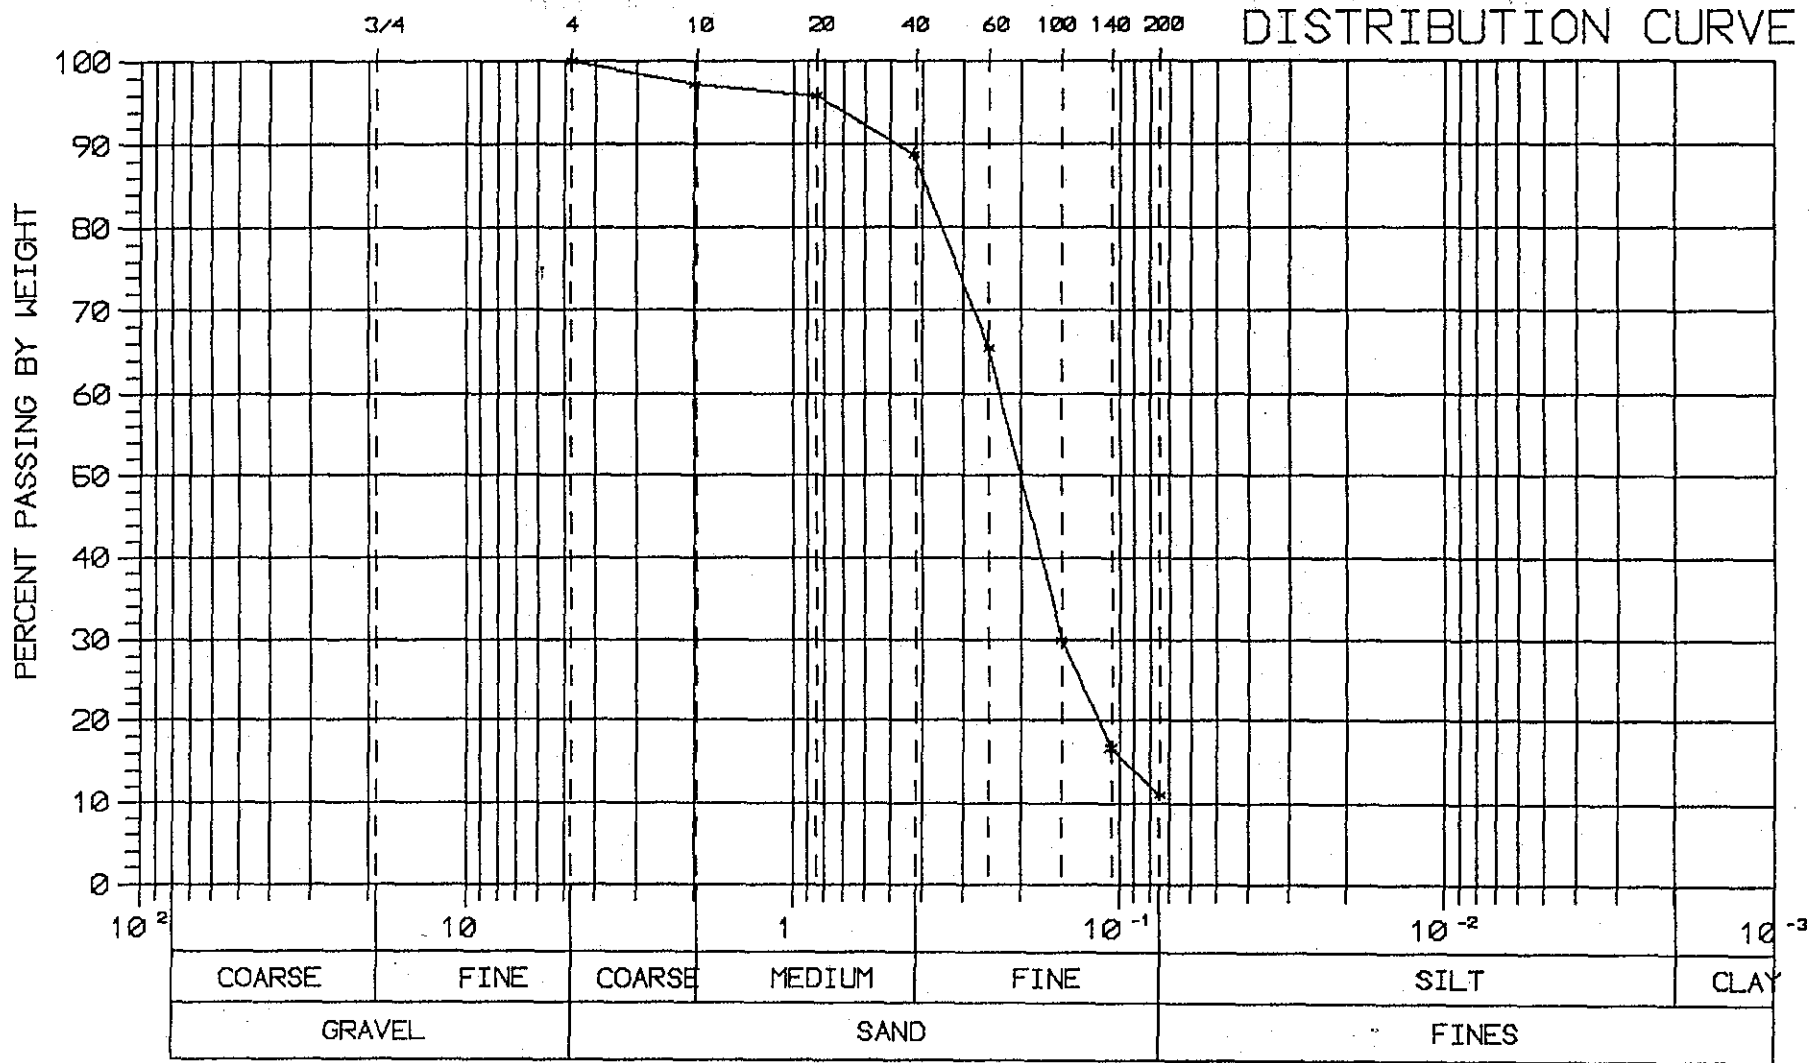 3/4 4 10 20 40 60 100 140 200 DISTRIBUTION CURVE
100
90
80
70
60
50
40
30
20
10
0
PERCENT PASSING BY WEIGHT
10² 10 1 10⁻¹ 10⁻² 10⁻³
COARSE FINE COARSE MEDIUM FINE SILT CLAY
GRAVEL SAND FINES